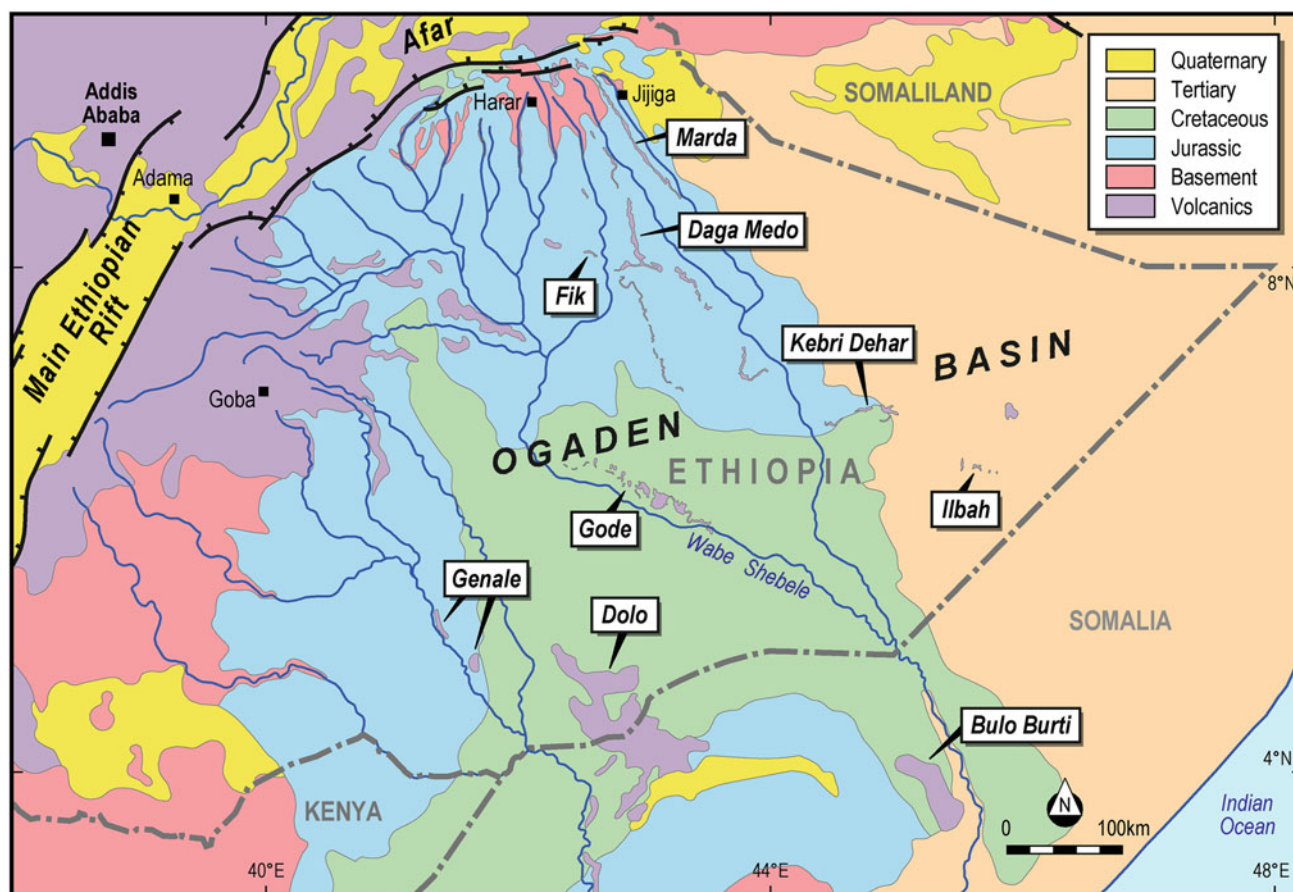 Afar
Addis
Ababa
Adama
Main Ethiopian
Rift
Goba
Harar
Jijiga
Marda
Daga Medo
Fik
Kebri Dehar
OGADEN
BASIN
ETHIOPIA
SOMALILAND
Quaternary
Tertiary
Cretaceous
Jurassic
Basement
Volcanics
8°N
Ilbah
Gode
Wabe Shebele
Genale
Dolo
SOMALIA
Bulo Burti
KENYA
N
0 100km
4°N
Indian
Ocean
40°E
44°E
48°E